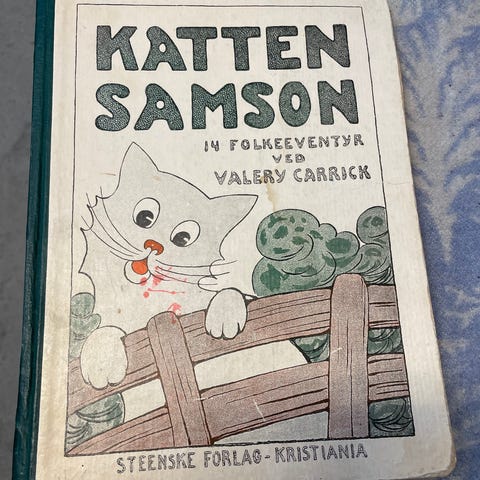 KATTEN
SAMSON
14 FOLKEEVENTYR
VED
VALERY CARRICK
STEENSKE FORLAG - KRISTIANIA